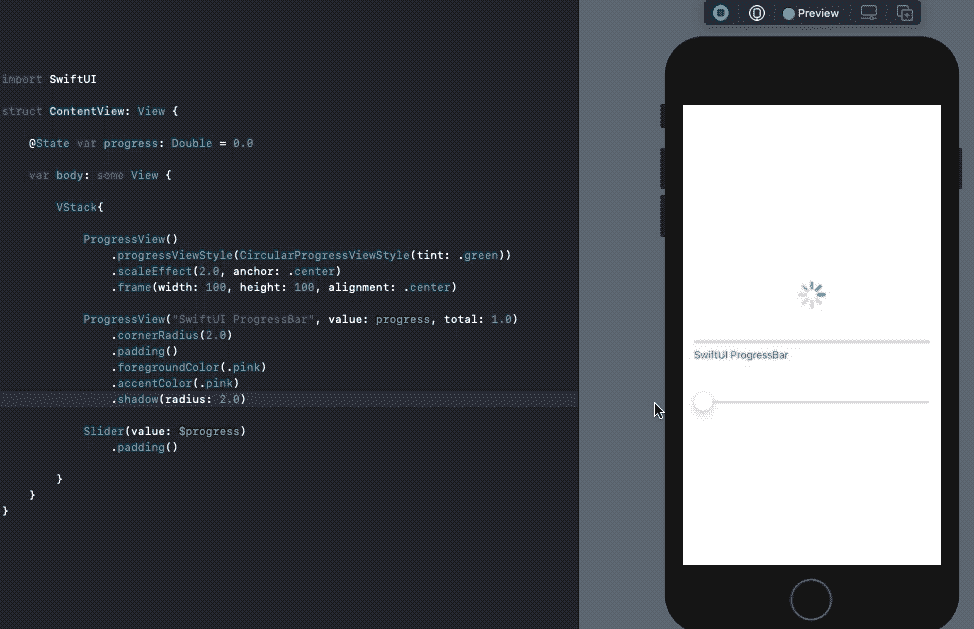 Preview
import SwiftUI
struct ContentView: View {
@State var progress: Double = 0.0
var body: some View {
VStack{
ProgressView()
.progressViewStyle(CircularProgressViewStyle(tint: .green))
.scaleEffect(2.0, anchor: .center)
.frame(width: 100, height: 100, alignment: .center)
ProgressView("SwiftUI ProgressBar", value: progress, total: 1.0)
.cornerRadius(2.0)
.padding()
.foregroundColor(.pink)
.accentColor(.pink)
.shadow(radius: 2.0)
Slider(value: $progress)
.padding()
}
}
}
SwiftUI ProgressBar